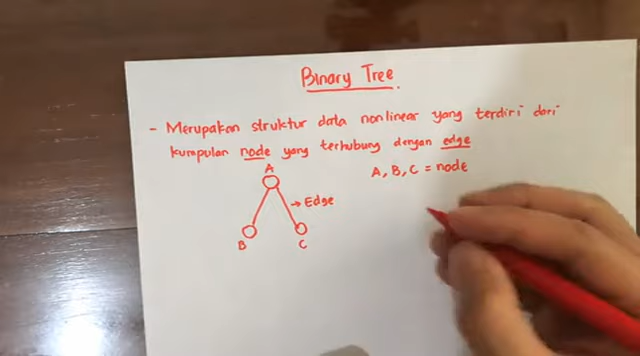 Binary Tree
- Merupakan struktur data nonlinear yang terdiri dari
kumpulan node yang terhubung dengan edge
A
A, B, C = node
→ Edge
B
C